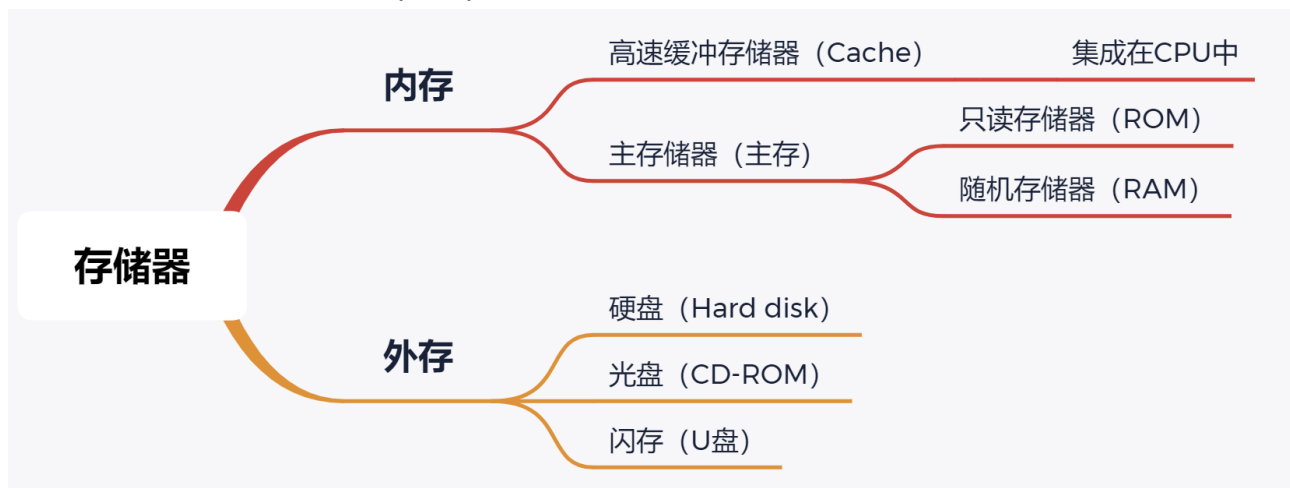 内存
高速缓冲存储器（Cache）
集成在CPU中
主存储器（主存）
只读存储器（ROM）
随机存储器（RAM）
存储器
外存
硬盘（Hard disk）
光盘（CD-ROM）
闪存（U盘）